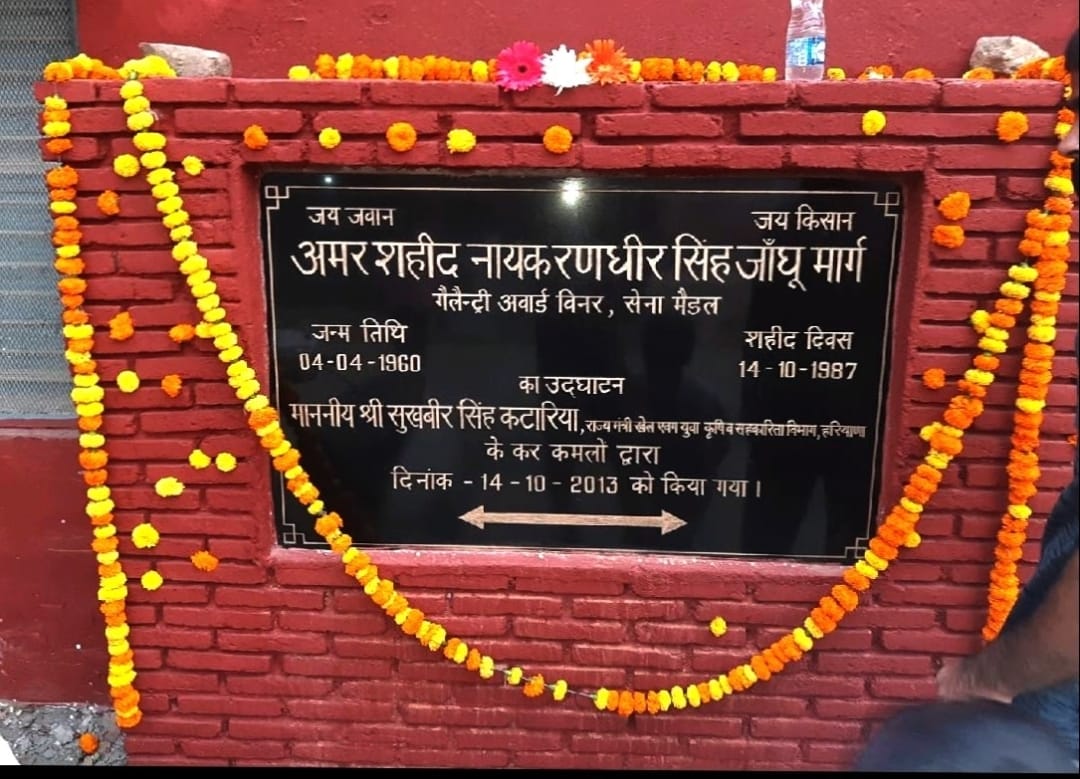 जय जवान जय किसान
अमर शहीद नायक रणधीर सिंह जाँघू मार्ग
गैलैन्ट्री अवार्ड विनर, सेना मैडल
जन्म तिथि शहीद दिवस
04-04-1960 14-10-1987
का उद्घाटन
माननीय श्री सुखबीर सिंह कटारिया, राज्य मंत्री खेल एवम युवा कृषि व सहकारिता विभाग, हरियाणा
के कर कमलों द्वारा
दिनांक - 14 - 10 - 2013 को किया गया।